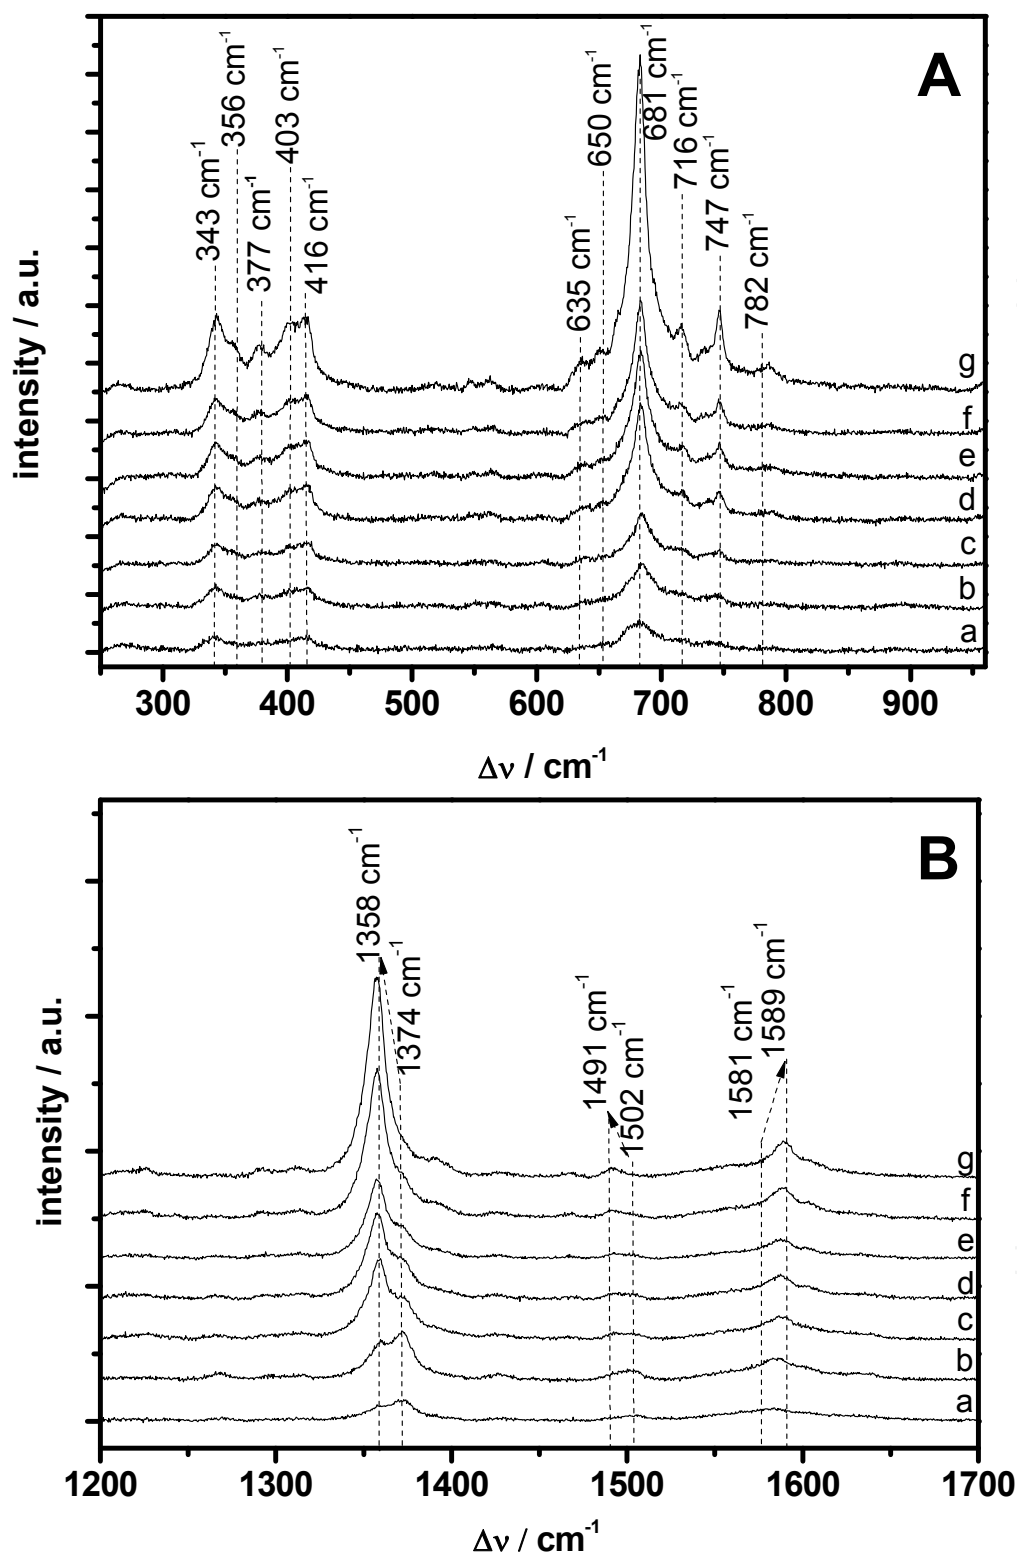 A
343 cm⁻¹
356 cm⁻¹
377 cm⁻¹
403 cm⁻¹
416 cm⁻¹
635 cm⁻¹
650 cm⁻¹
681 cm⁻¹
716 cm⁻¹
747 cm⁻¹
782 cm⁻¹
intensity / a.u.
g
f
e
d
c
b
a
300 400 500 600 700 800 900
Δν / cm⁻¹
B
1358 cm⁻¹
1374 cm⁻¹
1491 cm⁻¹
1502 cm⁻¹
1581 cm⁻¹
1589 cm⁻¹
intensity / a.u.
g
f
e
d
c
b
a
1200 1300 1400 1500 1600 1700
Δν / cm⁻¹